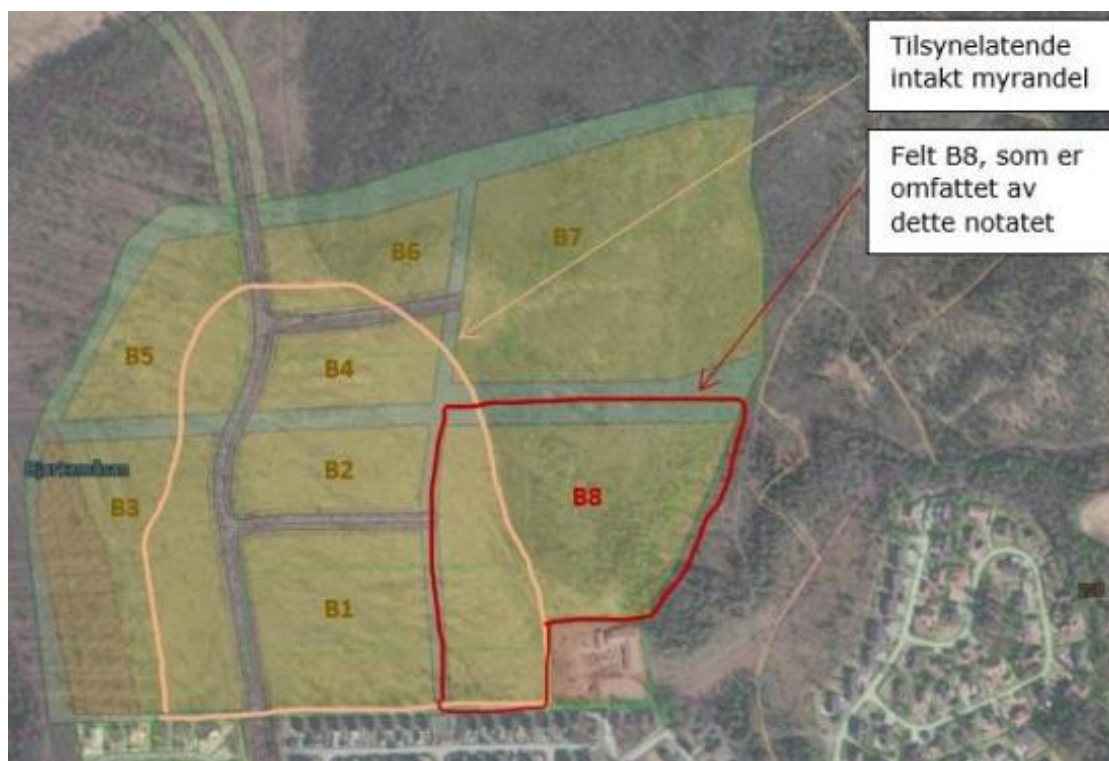 Tilsynelatende
intakt myrandel
Felt B8, som er
omfattet av
dette notatet
B7
B6
B5
B4
B2
B3
B8
B1